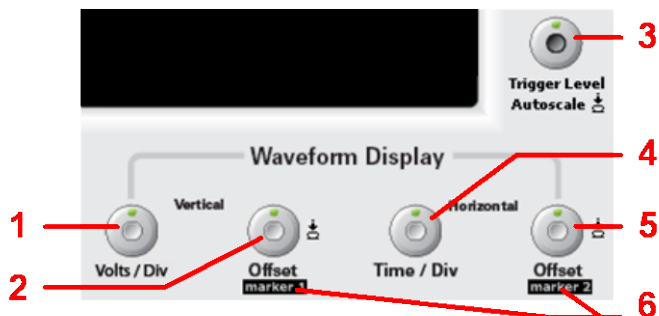 3
Trigger Level
Autoscale
Waveform Display
4
Vertical
Horizontal
1
5
2
Volts / Div
Offset
Time / Div
Offset
marker 1
marker 2
6